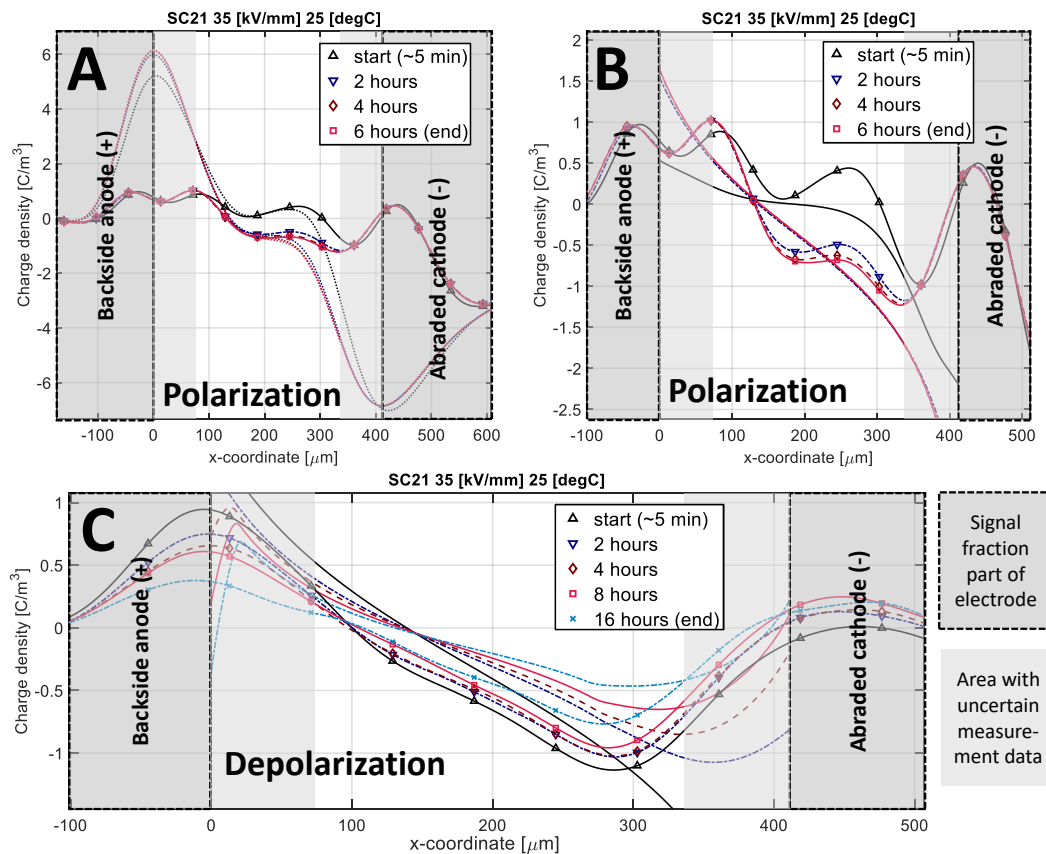 SC21 35 [kV/mm] 25 [degC]
A
start (~5 min)
2 hours
4 hours
6 hours (end)
Backside anode (+)
Abraded cathode (-)
Polarization
Charge density [C/m³]
6
4
2
0
-2
-4
-6
-100
0
100
200
300
400
500
600
x-coordinate [μm]
SC21 35 [kV/mm] 25 [degC]
B
start (~5 min)
2 hours
4 hours
6 hours (end)
Backside anode (+)
Abraded cathode (-)
Polarization
Charge density [C/m³]
2
1.5
1
0.5
0
-0.5
-1
-1.5
-2
-2.5
-100
0
100
200
300
400
500
x-coordinate [μm]
SC21 35 [kV/mm] 25 [degC]
C
start (~5 min)
2 hours
4 hours
8 hours
16 hours (end)
Backside anode (+)
Abraded cathode (-)
Depolarization
Charge density [C/m³]
1
0.5
0
-0.5
-1
-100
0
100
200
300
400
500
x-coordinate [μm]
Signal
fraction
part of
electrode
Area with
uncertain
measure-
ment data